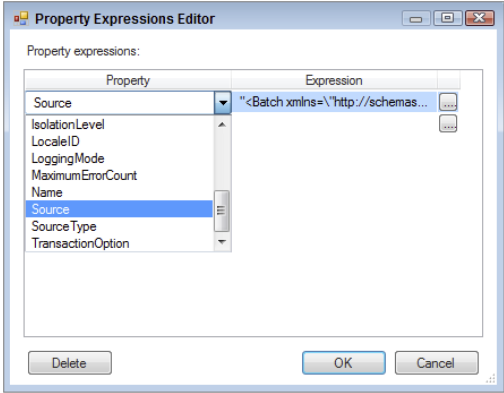 Property Expressions Editor
Property expressions:
Property Expression
Source "<Batch xmlns=\"http://schemas... ...
IsolationLevel ...
LocaleID
LoggingMode
MaximumErrorCount
Name
Source
SourceType
TransactionOption
Delete OK Cancel